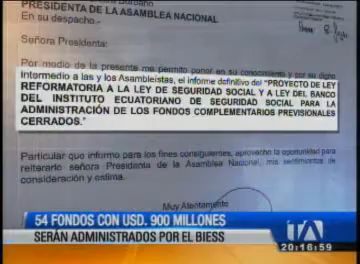 PRESIDENTA DE LA ASAMBLEA NACIONAL
En su despacho.-
Señora Presidenta:
Por medio de la presente me permito poner en su conocimiento y por su digno
Intermedio a las y los Asambleistas, el informe definitivo del "PROYECTO DE LEY
REFORMATORIA A LA LEY DE SEGURIDAD SOCIAL Y A LEY DEL BANCO
DEL INSTITUTO ECUATORIANO DE SEGURIDAD SOCIAL PARA LA
ADMINISTRACIÓN DE LOS FONDOS COMPLEMENTARIOS PREVISIONALES
CERRADOS."
Particular que informo para los fines consiguientes, aprovecho la oportunidad para
reiterarlo señora Presidenta de la Asamblea Nacional, mis sentimientos de
consideración y estima.
Muy Atentamente
54 FONDOS CON USD. 900 MILLONES
SERÁN ADMINISTRADOS POR EL BIESS
20:16:59